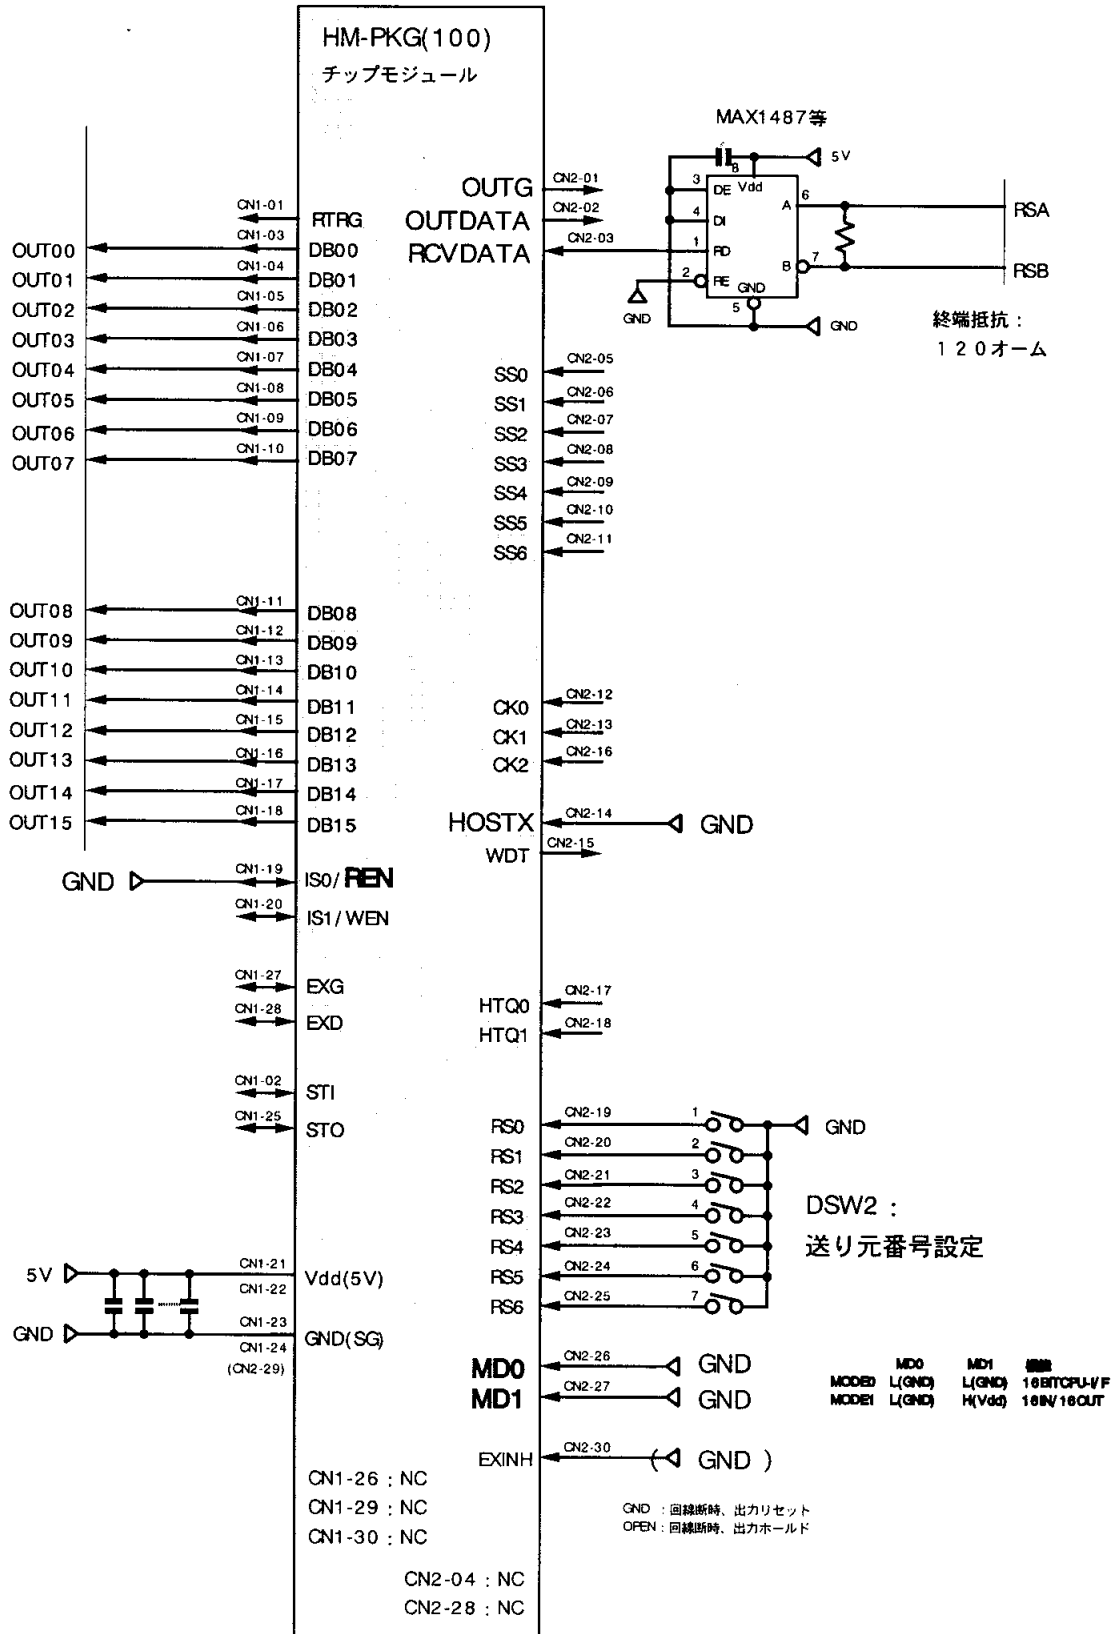 HM-PKG(100)
チップモジュール
MAX1487等
5V
CN2-01
OUTG
CN2-02
OUTDATA
CN2-03
RCVDATA
3 DE
8
Vdd
4 DI
1 RD
2 RE
GND
5
A 6
B 7
GND
GND
RSA
RSB
終端抵抗：
１２０オーム
CN1-01
RTRG
OUT00 CN1-03 DB00
OUT01 CN1-04 DB01
OUT02 CN1-05 DB02
OUT03 CN1-06 DB03
OUT04 CN1-07 DB04
OUT05 CN1-08 DB05
OUT06 CN1-09 DB06
OUT07 CN1-10 DB07
SS0 CN2-05
SS1 CN2-06
SS2 CN2-07
SS3 CN2-08
SS4 CN2-09
SS5 CN2-10
SS6 CN2-11
OUT08 CN1-11 DB08
OUT09 CN1-12 DB09
OUT10 CN1-13 DB10
OUT11 CN1-14 DB11
OUT12 CN1-15 DB12
OUT13 CN1-16 DB13
OUT14 CN1-17 DB14
OUT15 CN1-18 DB15
CK0 CN2-12
CK1 CN2-13
CK2 CN2-16
HOSTX CN2-14 GND
WDT CN2-15
GND CN1-19 IS0/REN
CN1-20 IS1/WEN
CN1-27 EXG
CN1-28 EXD
HTQ0 CN2-17
HTQ1 CN2-18
CN1-02 STI
CN1-25 STO
RS0 CN2-19 1 GND
RS1 CN2-20 2
RS2 CN2-21 3
RS3 CN2-22 4
RS4 CN2-23 5
RS5 CN2-24 6
RS6 CN2-25 7
DSW2：
送り元番号設定
5V CN1-21 Vdd(5V)
CN1-22
GND CN1-23 GND(SG)
CN1-24
(CN2-29)
MD0 CN2-26 GND
MD1 CN2-27 GND
MD0 MD1
MODE0 L(GND) L(GND) 16BITCPU-I/F
MODE1 L(GND) H(Vdd) 16IN/16OUT
EXINH CN2-30 ( GND )
GND ：回線断時、出力リセット
OPEN：回線断時、出力ホールド
CN1-26 : NC
CN1-29 : NC
CN1-30 : NC
CN2-04 : NC
CN2-28 : NC